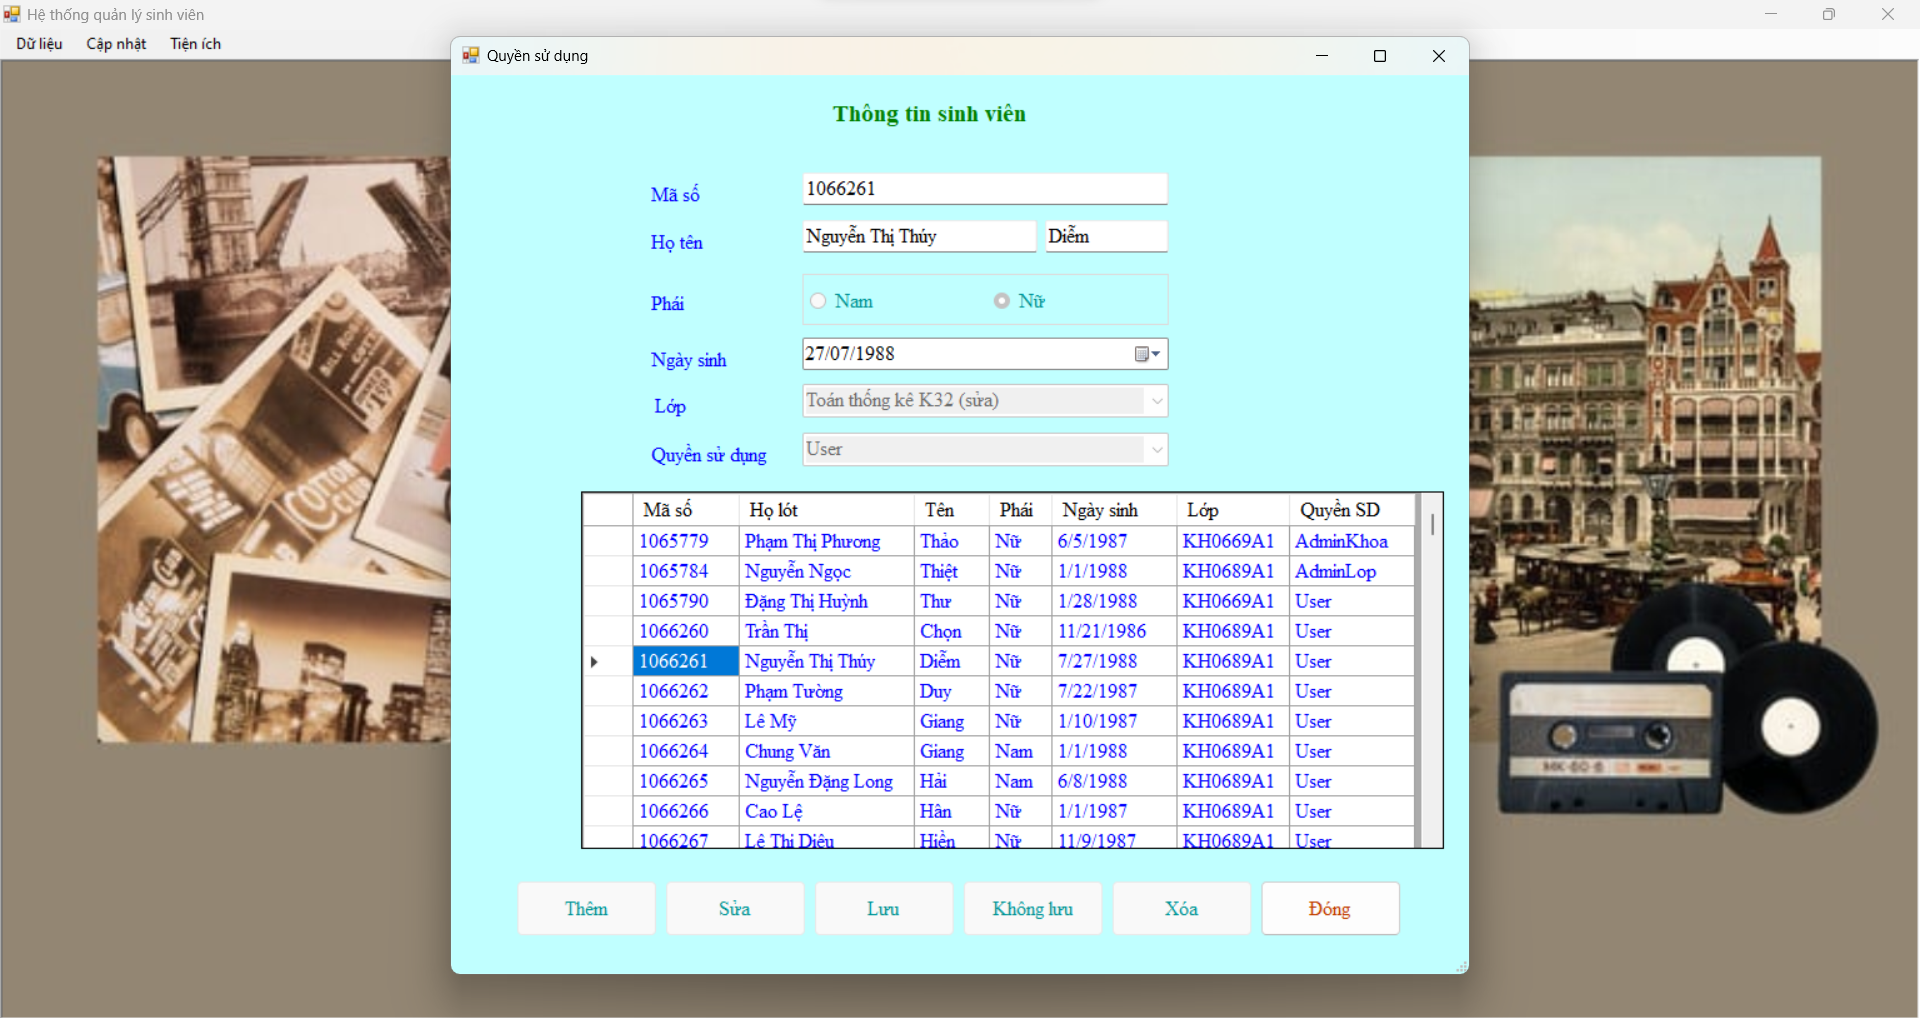 Hệ thống quản lý sinh viên
Dữ liệu Cập nhật Tiện ích
Quyền sử dụng
Thông tin sinh viên
Mã số 1066261
Họ tên Nguyễn Thị Thúy Diễm
Phái Nam Nữ
Ngày sinh 27/07/1988
Lớp Toán thống kê K32 (sửa)
Quyền sử dụng User
Mã số Họ lót Tên Phái Ngày sinh Lớp Quyền SD
1065779 Phạm Thị Phương Thảo Nữ 6/5/1987 KH0669A1 AdminKhoa
1065784 Nguyễn Ngọc Thiệt Nữ 1/1/1988 KH0689A1 AdminLop
1065790 Đặng Thị Huỳnh Thư Nữ 1/28/1988 KH0669A1 User
1066260 Trần Thị Chọn Nữ 11/21/1986 KH0689A1 User
1066261 Nguyễn Thị Thúy Diễm Nữ 7/27/1988 KH0689A1 User
1066262 Phạm Tường Duy Nữ 7/22/1987 KH0689A1 User
1066263 Lê Mỹ Giang Nữ 1/10/1987 KH0689A1 User
1066264 Chung Văn Giang Nam 1/1/1988 KH0689A1 User
1066265 Nguyễn Đặng Long Hải Nam 6/8/1988 KH0689A1 User
1066266 Cao Lệ Hân Nữ 1/1/1987 KH0689A1 User
1066267 Lê Thị Diệu Hiền Nữ 11/9/1987 KH0689A1 User
Thêm Sửa Lưu Không lưu Xóa Đóng
COTTON
CLUB